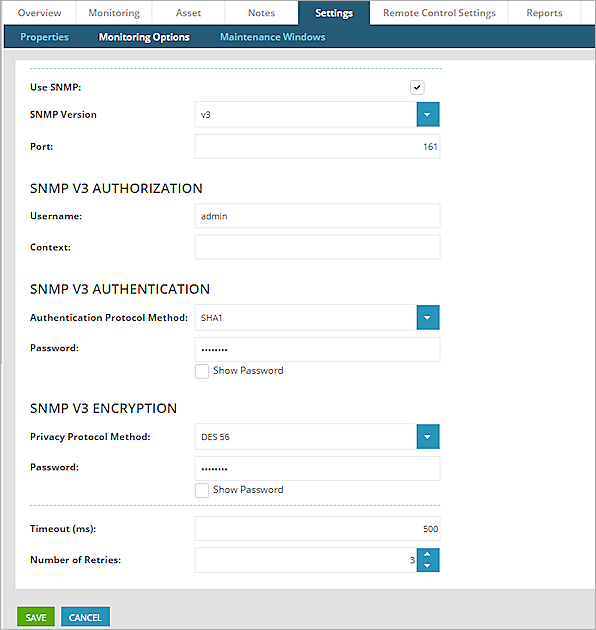 Overview Monitoring Asset Notes Settings Remote Control Settings Reports
Properties Monitoring Options Maintenance Windows
Use SNMP:
SNMP Version v3
Port: 161
SNMP V3 AUTHORIZATION
Username: admin
Context:
SNMP V3 AUTHENTICATION
Authentication Protocol Method: SHA1
Password: ••••••••
Show Password
SNMP V3 ENCRYPTION
Privacy Protocol Method: DES 56
Password: ••••••••
Show Password
Timeout (ms): 500
Number of Retries: 3
SAVE CANCEL